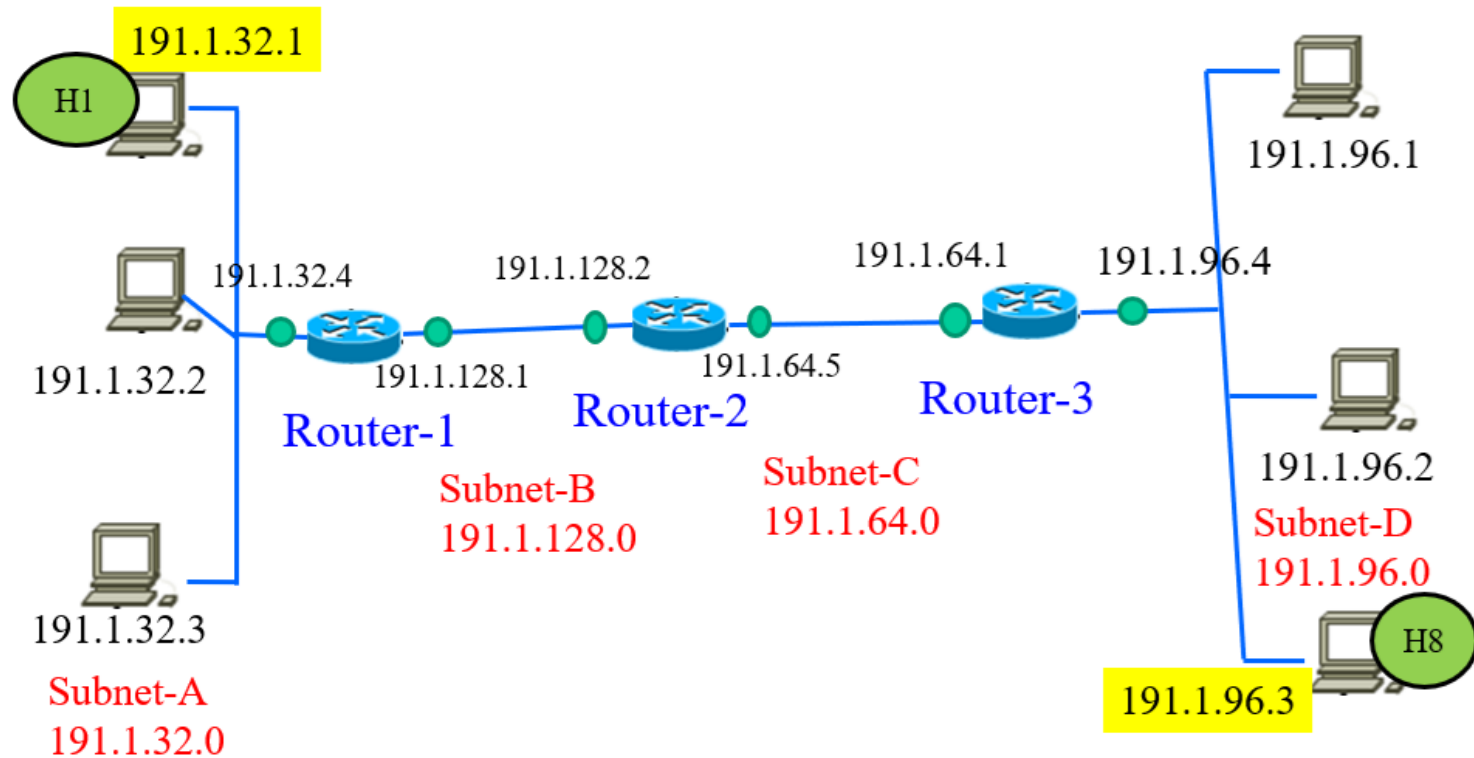 191.1.32.1
H1
191.1.96.1
191.1.32.4
191.1.128.2
191.1.64.1
191.1.96.4
191.1.32.2
191.1.128.1
191.1.64.5
Router-1
Router-2
Router-3
Subnet-B
191.1.128.0
Subnet-C
191.1.64.0
191.1.96.2
Subnet-D
191.1.96.0
191.1.32.3
H8
191.1.96.3
Subnet-A
191.1.32.0